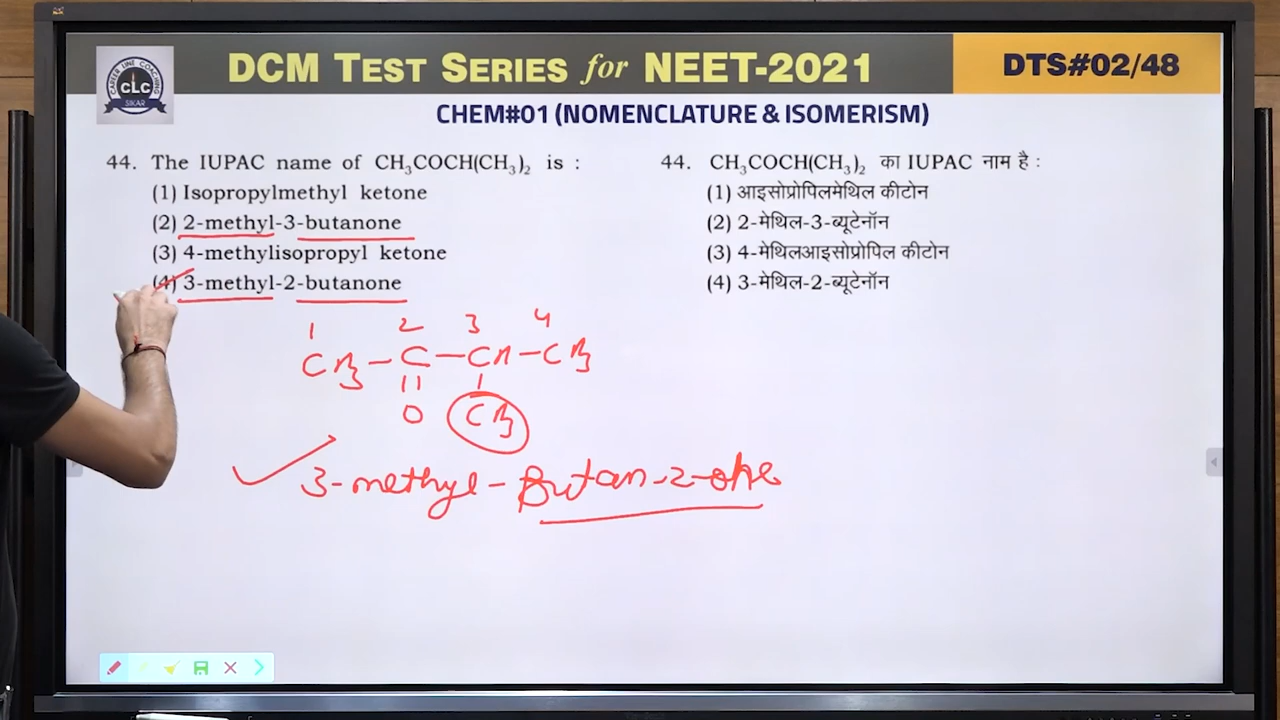 DCM TEST SERIES for NEET-2021
DTS#02/48
CAREER LINE COACHING
CLC
SIKAR
CHEM#01 (NOMENCLATURE & ISOMERISM)
44. The IUPAC name of CH₃COCH(CH₃)₂ is :
(1) Isopropylmethyl ketone
(2) 2-methyl-3-butanone
(3) 4-methylisopropyl ketone
(4) 3-methyl-2-butanone
44. CH₃COCH(CH₃)₂ का IUPAC नाम है :
(1) आइसोप्रोपिलमेथिल कीटोन
(2) 2-मेथिल-3-ब्यूटेनॉन
(3) 4-मेथिलआइसोप्रोपिल कीटोन
(4) 3-मेथिल-2-ब्यूटेनॉन
1 2 3 4
CH₃ – C – CH – CH₃
O CH₃
3-methyl-Butan-2-one